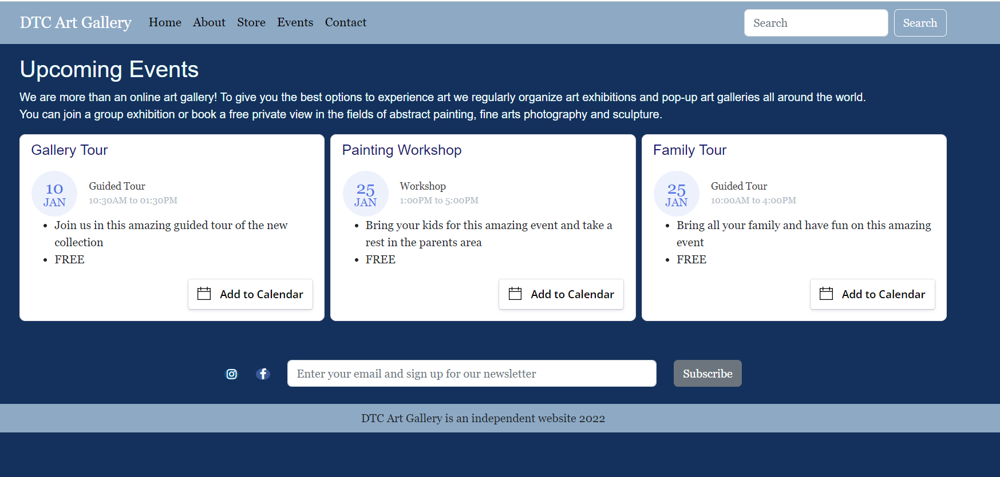 DTC Art Gallery Home About Store Events Contact Search Search
Upcoming Events
We are more than an online art gallery! To give you the best options to experience art we regularly organize art exhibitions and pop-up art galleries all around the world.
You can join a group exhibition or book a free private view in the fields of abstract painting, fine arts photography and sculpture.
Gallery Tour
10
JAN
Guided Tour
10:30AM to 01:30PM
Join us in this amazing guided tour of the new
collection
FREE
Add to Calendar
Painting Workshop
25
JAN
Workshop
1:00PM to 5:00PM
Bring your kids for this amazing event and take a
rest in the parents area
FREE
Add to Calendar
Family Tour
25
JAN
Guided Tour
10:00AM to 4:00PM
Bring all your family and have fun on this amazing
event
FREE
Add to Calendar
Enter your email and sign up for our newsletter Subscribe
DTC Art Gallery is an independent website 2022